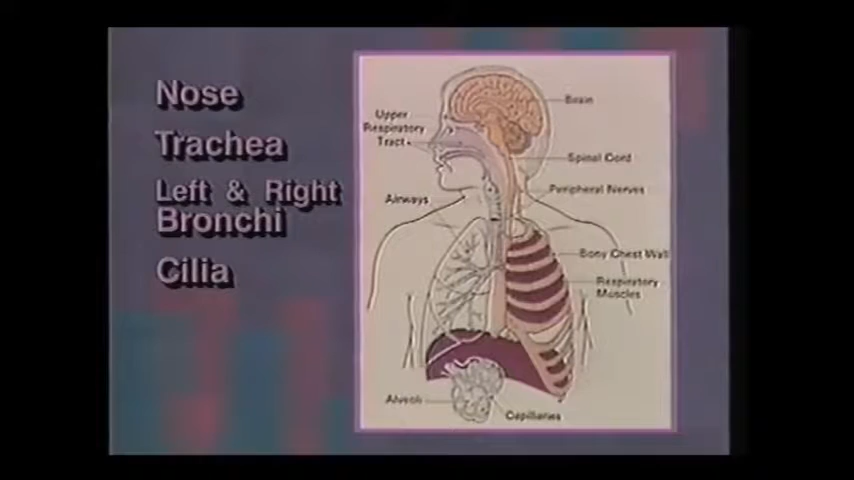 Nose
Trachea
Left & Right
Bronchi
Cilia
Upper
Respiratory
Tract
Airways
Brain
Spinal Cord
Peripheral Nerves
Bony Chest Wall
Respiratory
Muscles
Alveoli
Capillaries